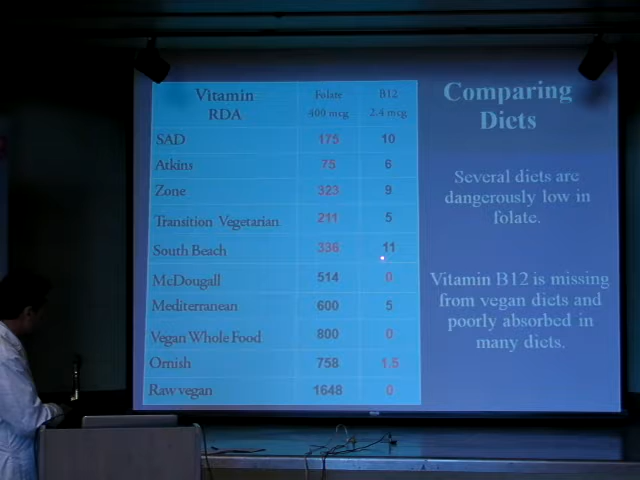 Vitamin Folate B12
RDA 400 mcg 2.4 mcg
SAD 175 10
Atkins 75 6
Zone 323 9
Transition Vegetarian 211 5
South Beach 336 11
McDougall 514 0
Mediterranean 600 5
Vegan Whole Food 800 0
Ornish 758 1.5
Raw vegan 1648 0
Comparing
Diets
Several diets are
dangerously low in
folate.
Vitamin B12 is missing
from vegan diets and
poorly absorbed in
many diets.